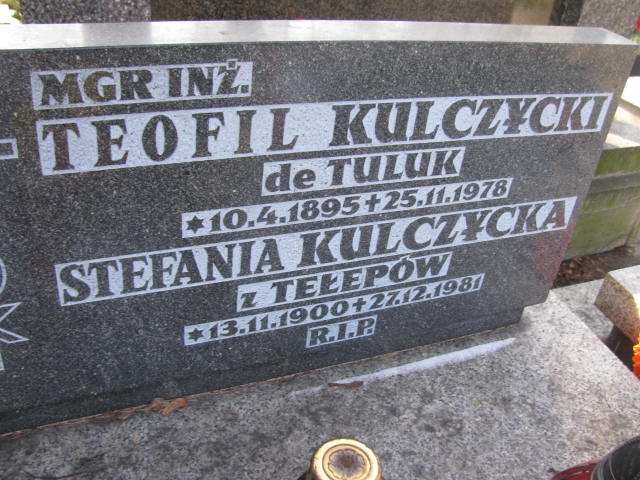 MGR INŻ.
TEOFIL KULCZYCKI
de TULUK
✶10.4.1895+25.11.1978
STEFANIA KULCZYCKA
z TEŁEPÓW
✶13.11.1900+27.12.1981
R.I.P.